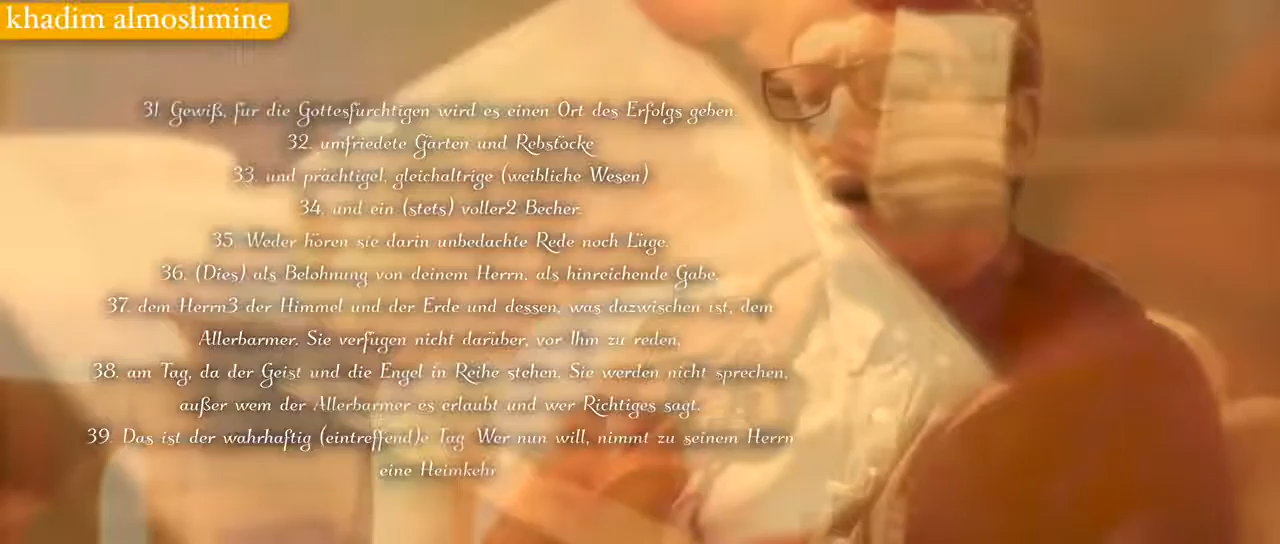 khadim almoslimine
31. Gewiß, für die Gottesfürchtigen wird es einen Ort des Erfolgs geben,
32. umfriedete Gärten und Rebstöcke
33. und prächtigel, gleichaltrige (weibliche Wesen)
34. und ein (stets) voller2 Becher.
35. Weder hören sie darin unbedachte Rede noch Lüge.
36. (Dies) als Belohnung von deinem Herrn, als hinreichende Gabe,
37. dem Herrn3 der Himmel und der Erde und dessen, was dazwischen ist, dem
Allerbarmer. Sie verfügen nicht darüber, vor Ihm zu reden,
38. am Tag, da der Geist und die Engel in Reihe stehen. Sie werden nicht sprechen,
außer wem der Allerbarmer es erlaubt und wer Richtiges sagt.
39. Das ist der wahrhaftig (eintreffend)e Tag. Wer nun will, nimmt zu seinem Herrn
eine Heimkehr